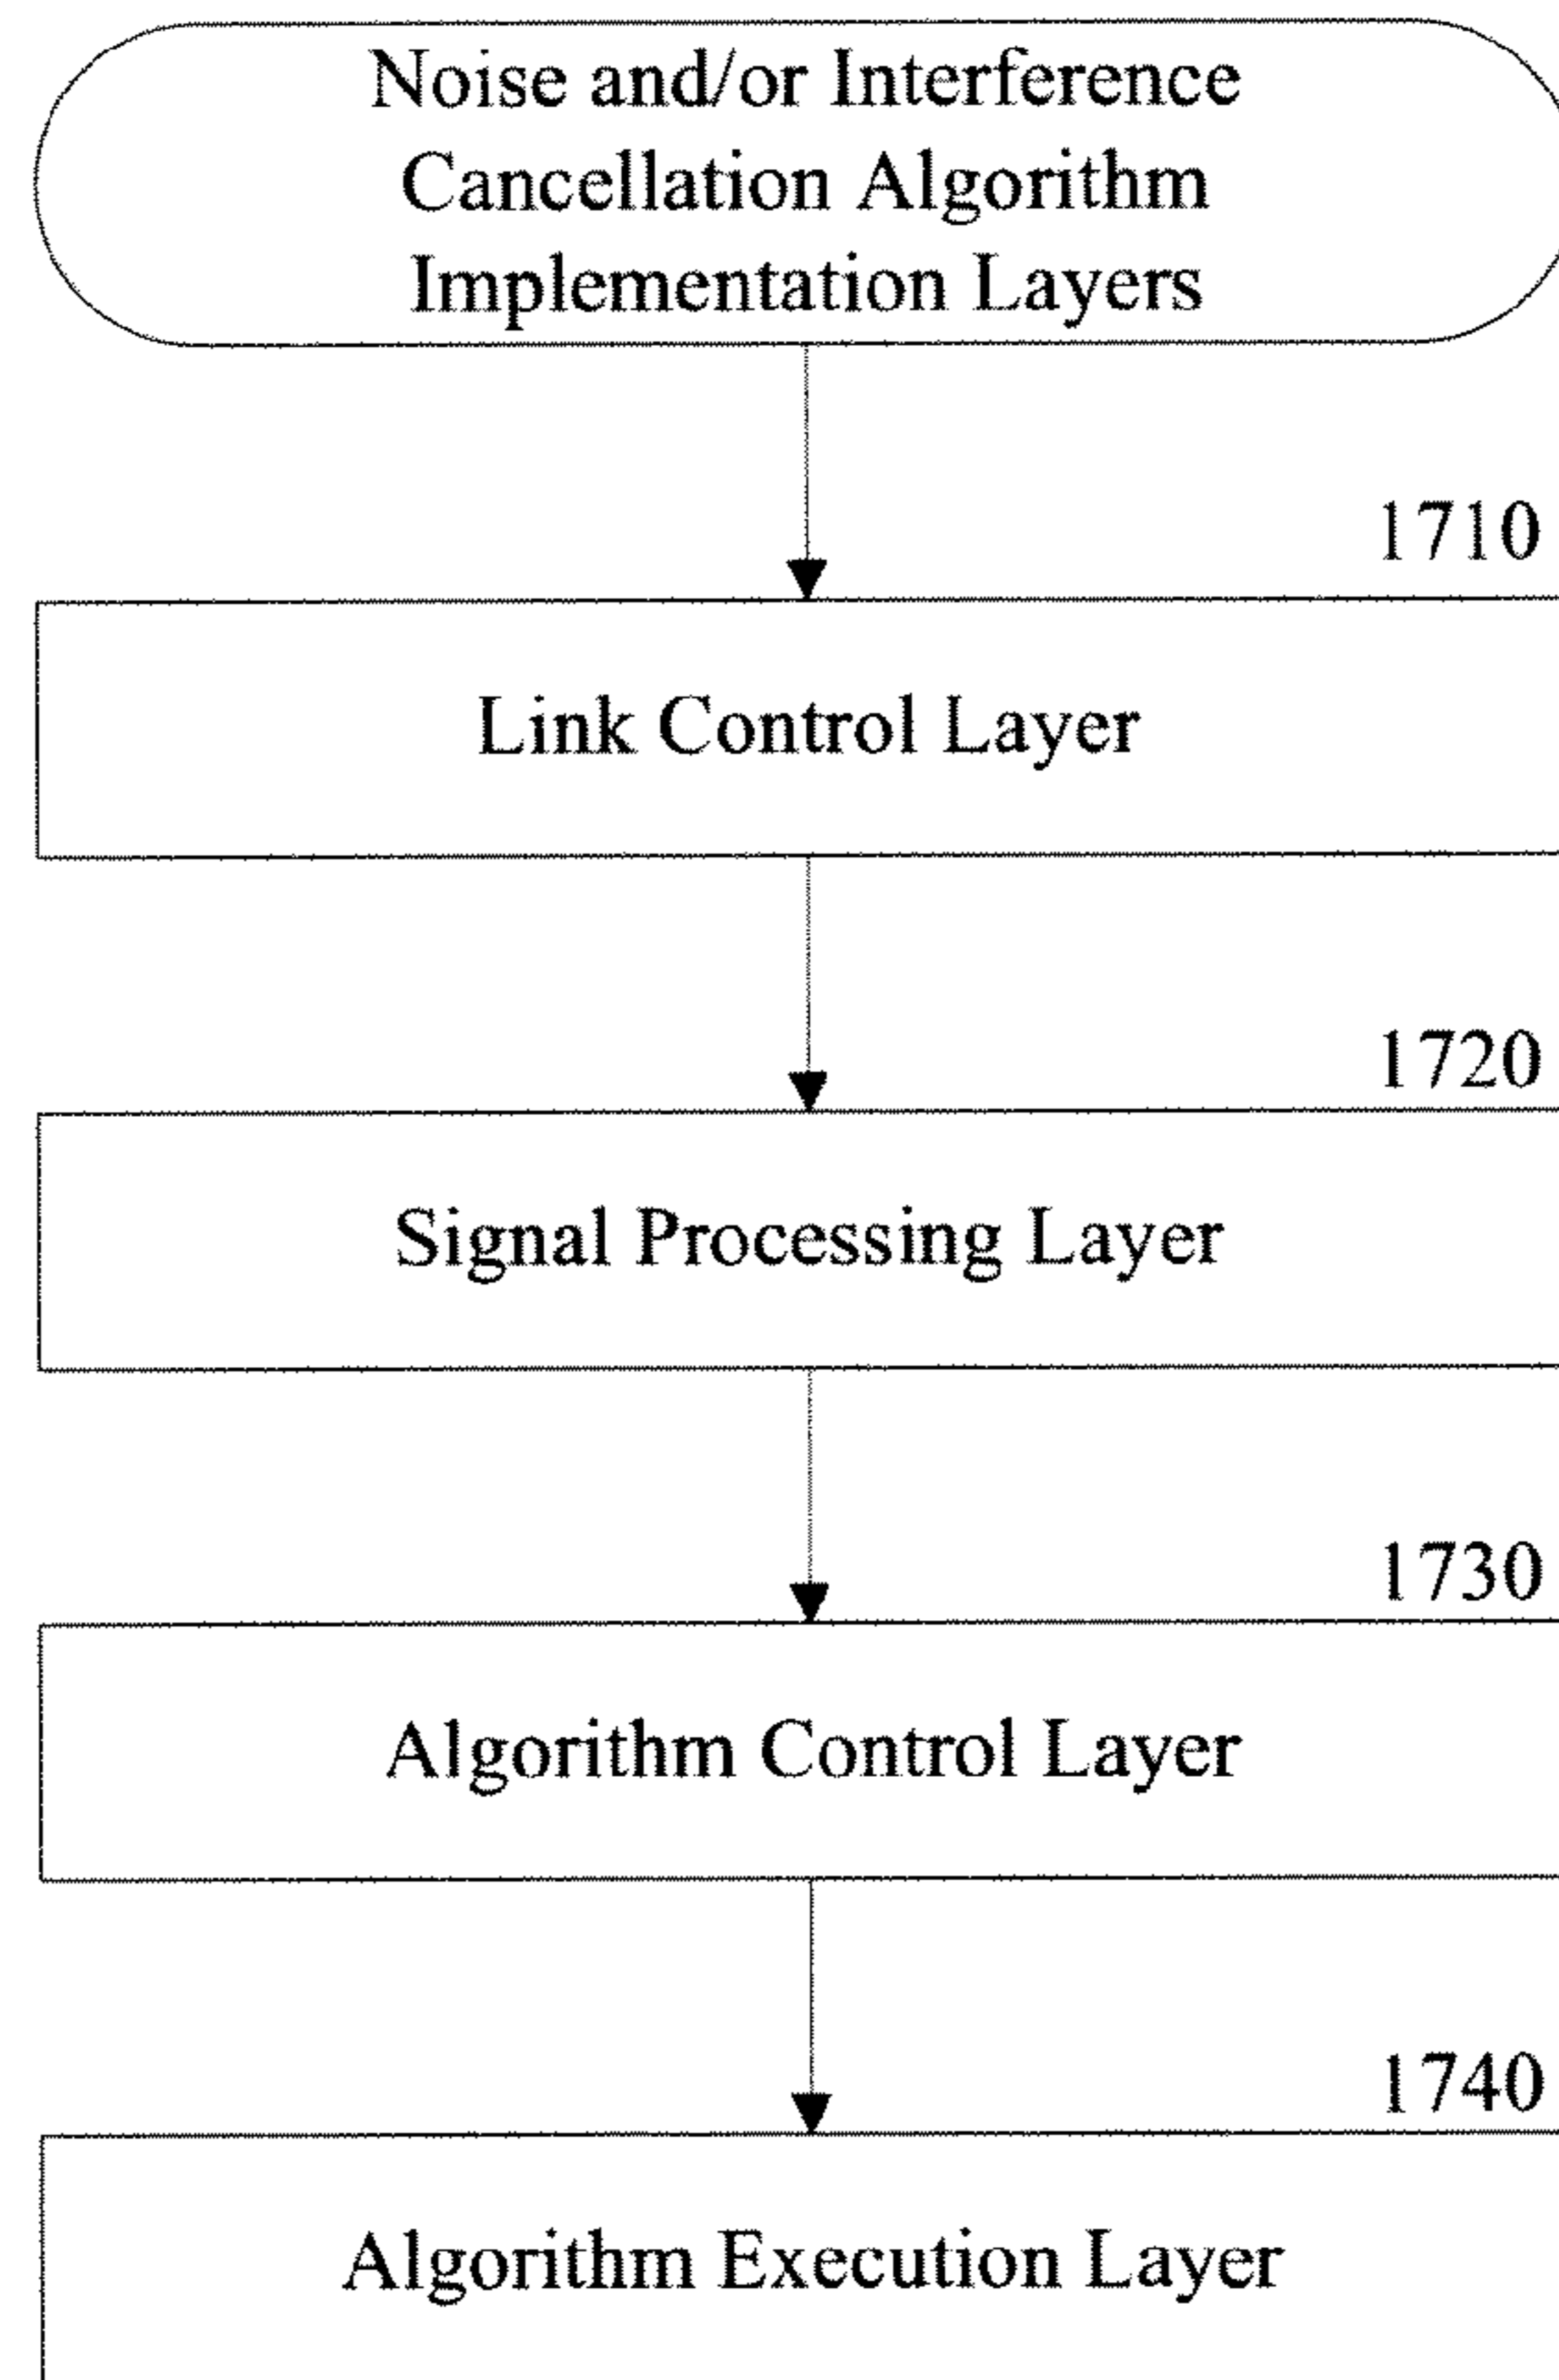 Noise and/or Interference
Cancellation Algorithm
Implementation Layers
1710
Link Control Layer
1720
Signal Processing Layer
1730
Algorithm Control Layer
1740
Algorithm Execution Layer